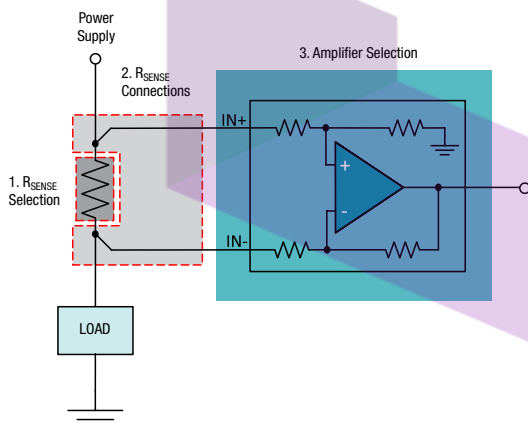 Power
Supply
2. RSENSE
Connections
3. Amplifier Selection
IN+
1. RSENSE
Selection
+
-
IN-
LOAD